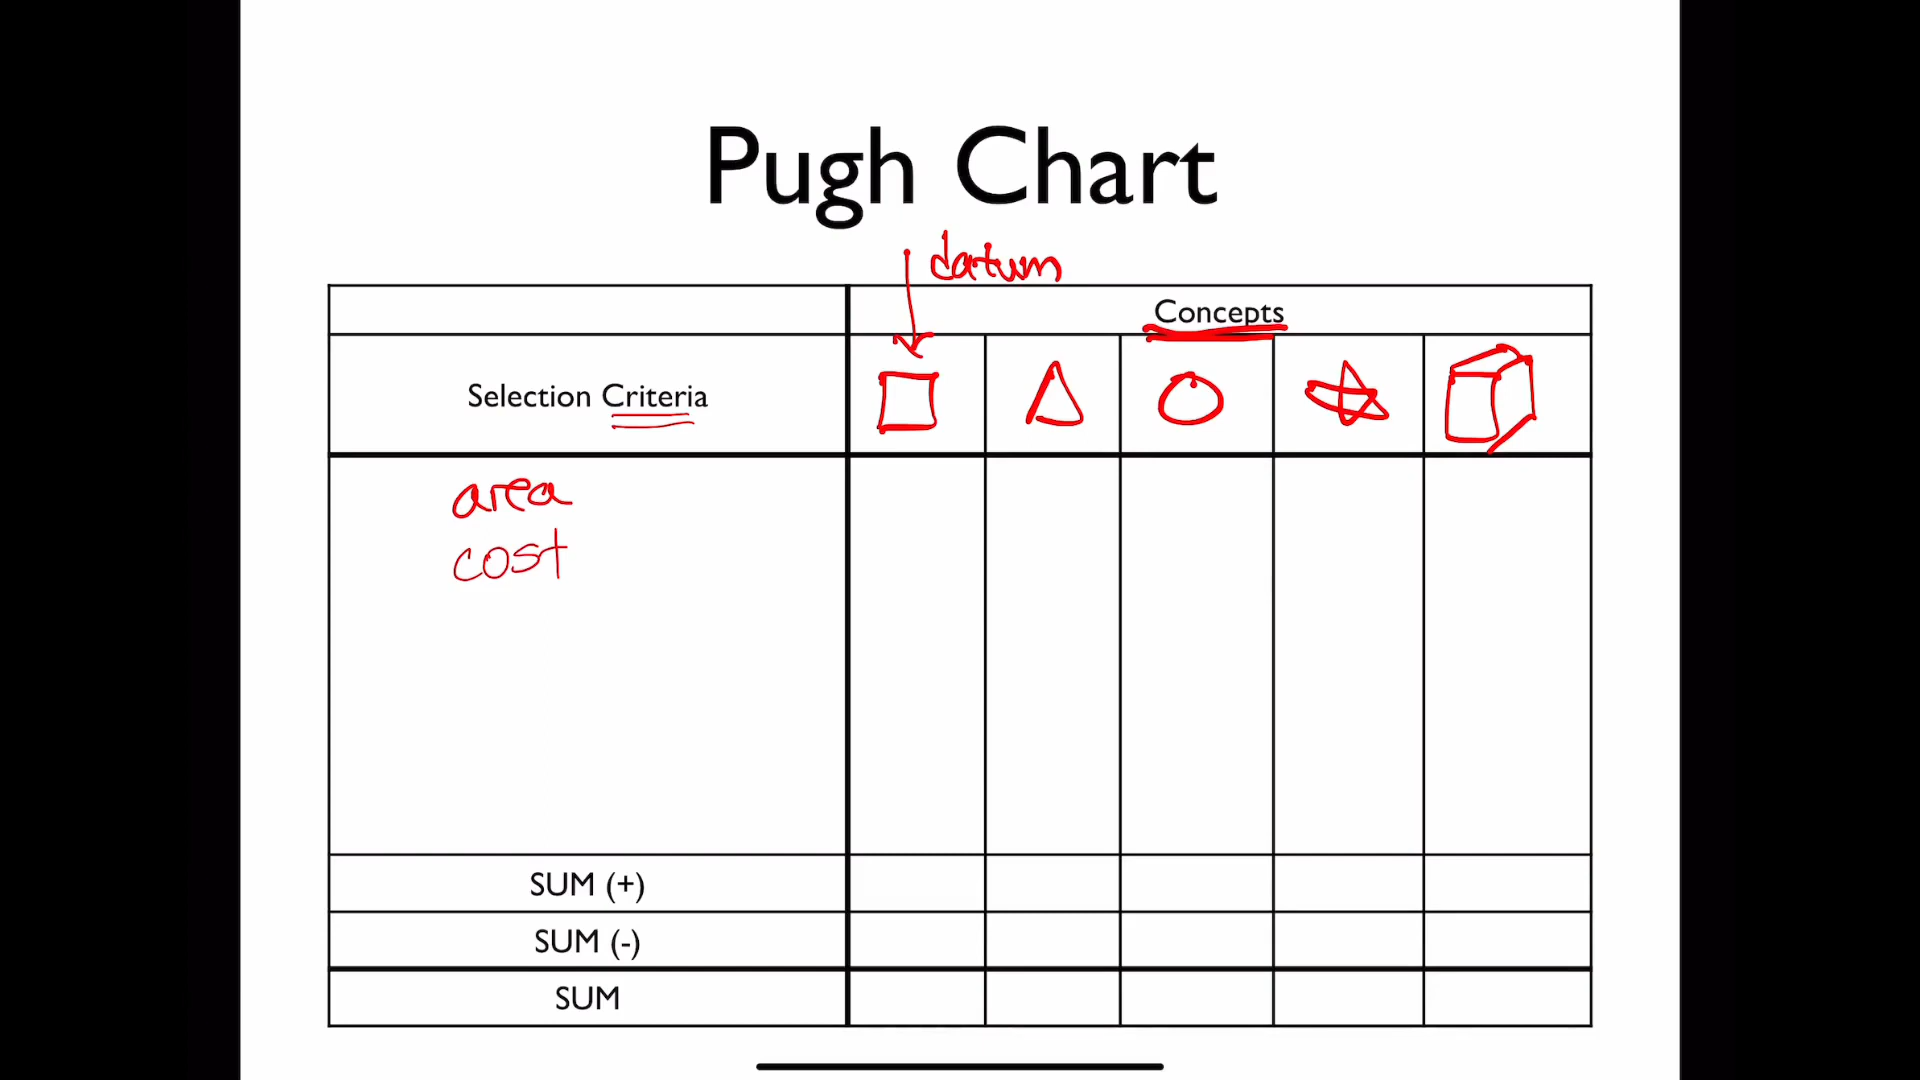 Pugh Chart
datum
Concepts
Selection Criteria
area
cost
SUM (+)
SUM (-)
SUM